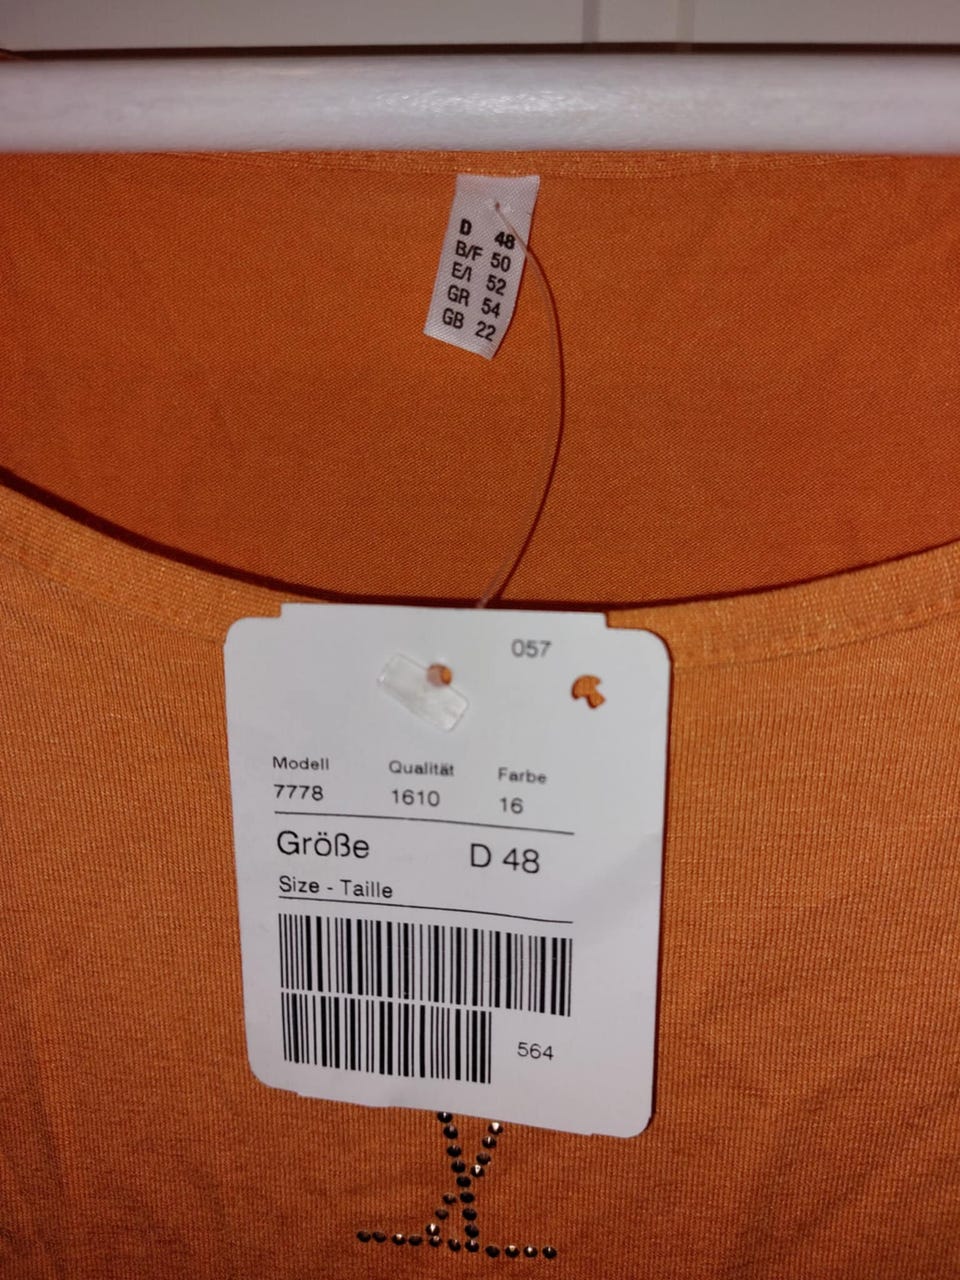 D 48
B/F 50
E/I 52
GR 54
GB 22
057
Modell Qualität Farbe
7778 1610 16
Größe D 48
Size - Taille
564